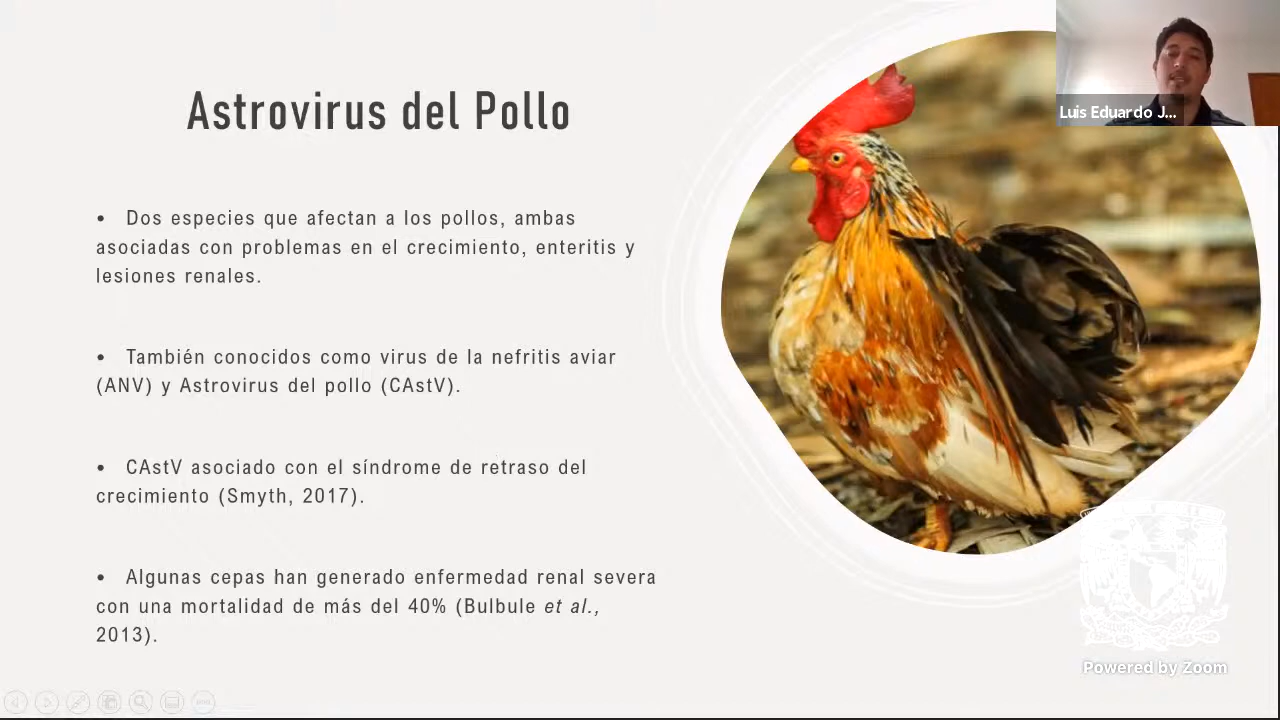 Astrovirus del Pollo
• Dos especies que afectan a los pollos, ambas
asociadas con problemas en el crecimiento, enteritis y
lesiones renales.
• También conocidos como virus de la nefritis aviar
(ANV) y Astrovirus del pollo (CAstV).
• CAstV asociado con el síndrome de retraso del
crecimiento (Smyth, 2017).
• Algunas cepas han generado enfermedad renal severa
con una mortalidad de más del 40% (Bulbule et al.,
2013).
Luis Eduardo J...
Powered by Zoom